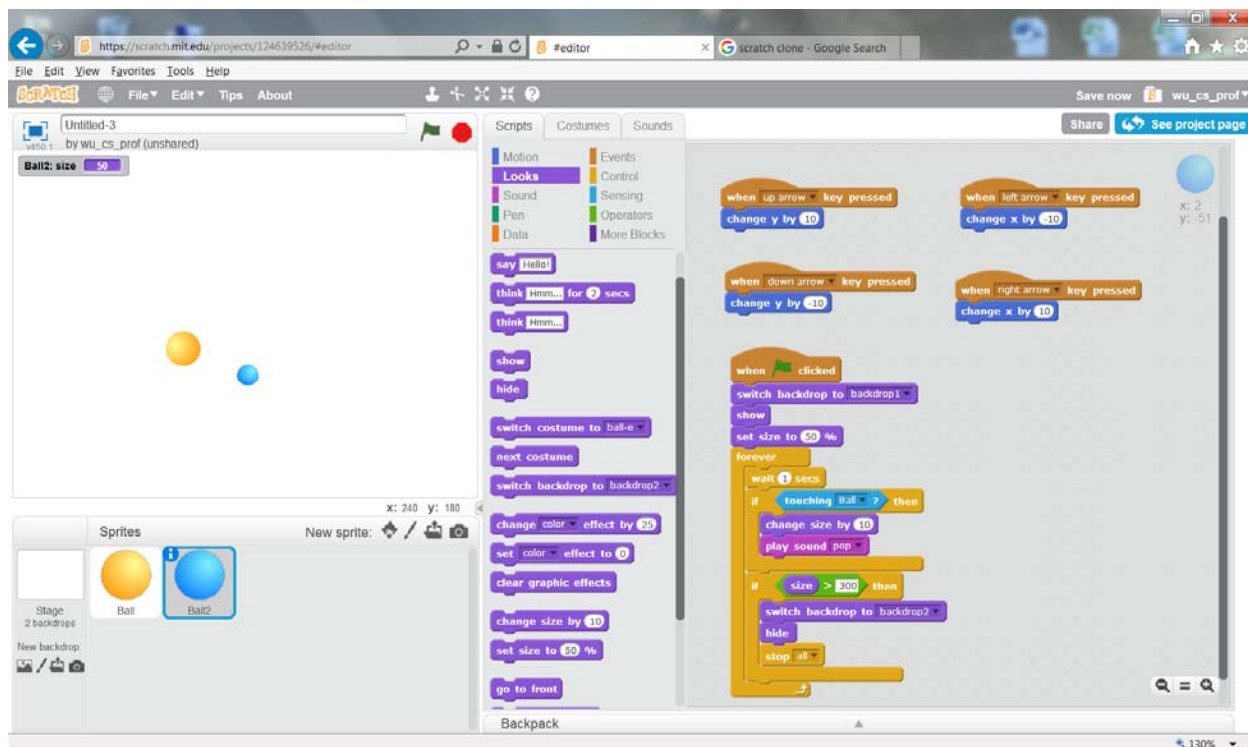 https://scratch.mit.edu/projects/124639526/#editor
#editor
scratch clone - Google Search
File Edit View Favorites Tools Help
SCRATCH File Edit Tips About
Save now wu_cs_prof
Untitled-3
by wu_cs_prof (unshared)
v450.1
Ball2: size 50
Scripts Costumes Sounds
Share See project page
Motion Events
Looks Control
Sound Sensing
Pen Operators
Data More Blocks
say Hello!
think Hmm... for 2 secs
think Hmm...
show
hide
switch costume to ball-e
next costume
switch backdrop to backdrop2
change color effect by 25
set color effect to 0
clear graphic effects
change size by 10
set size to 50 %
go to front
when up arrow key pressed
change y by 10
when left arrow key pressed
change x by -10
x: 2
y: -51
when down arrow key pressed
change y by -10
when right arrow key pressed
change x by 10
when clicked
switch backdrop to backdrop1
show
set size to 50 %
forever
wait 1 secs
if touching Ball ? then
change size by 10
play sound pop
if size > 300 then
switch backdrop to backdrop2
hide
stop all
x: 240 y: 180
Sprites New sprite:
Stage
2 backdrops
New backdrop:
Ball
Ball2
Backpack
130%